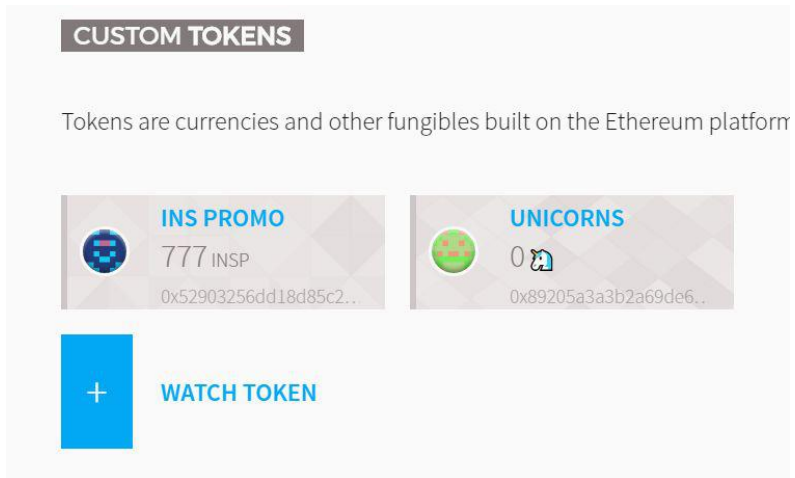 CUSTOM TOKENS
Tokens are currencies and other fungibles built on the Ethereum platform
INS PROMO
777 INSP
0x52903256dd18d85c2..
UNICORNS
0 🦄
0x89205a3a3b2a69de6..
+
WATCH TOKEN